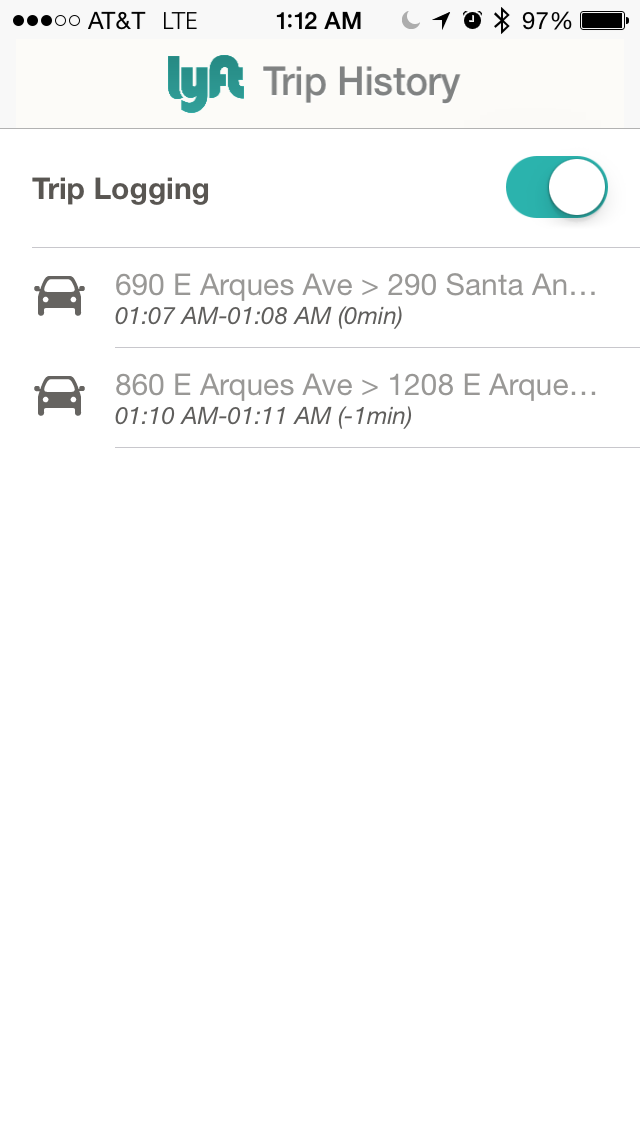 AT&T LTE 1:12 AM 97%
lyft Trip History
Trip Logging
690 E Arques Ave > 290 Santa An…
01:07 AM-01:08 AM (0min)
860 E Arques Ave > 1208 E Arque…
01:10 AM-01:11 AM (-1min)